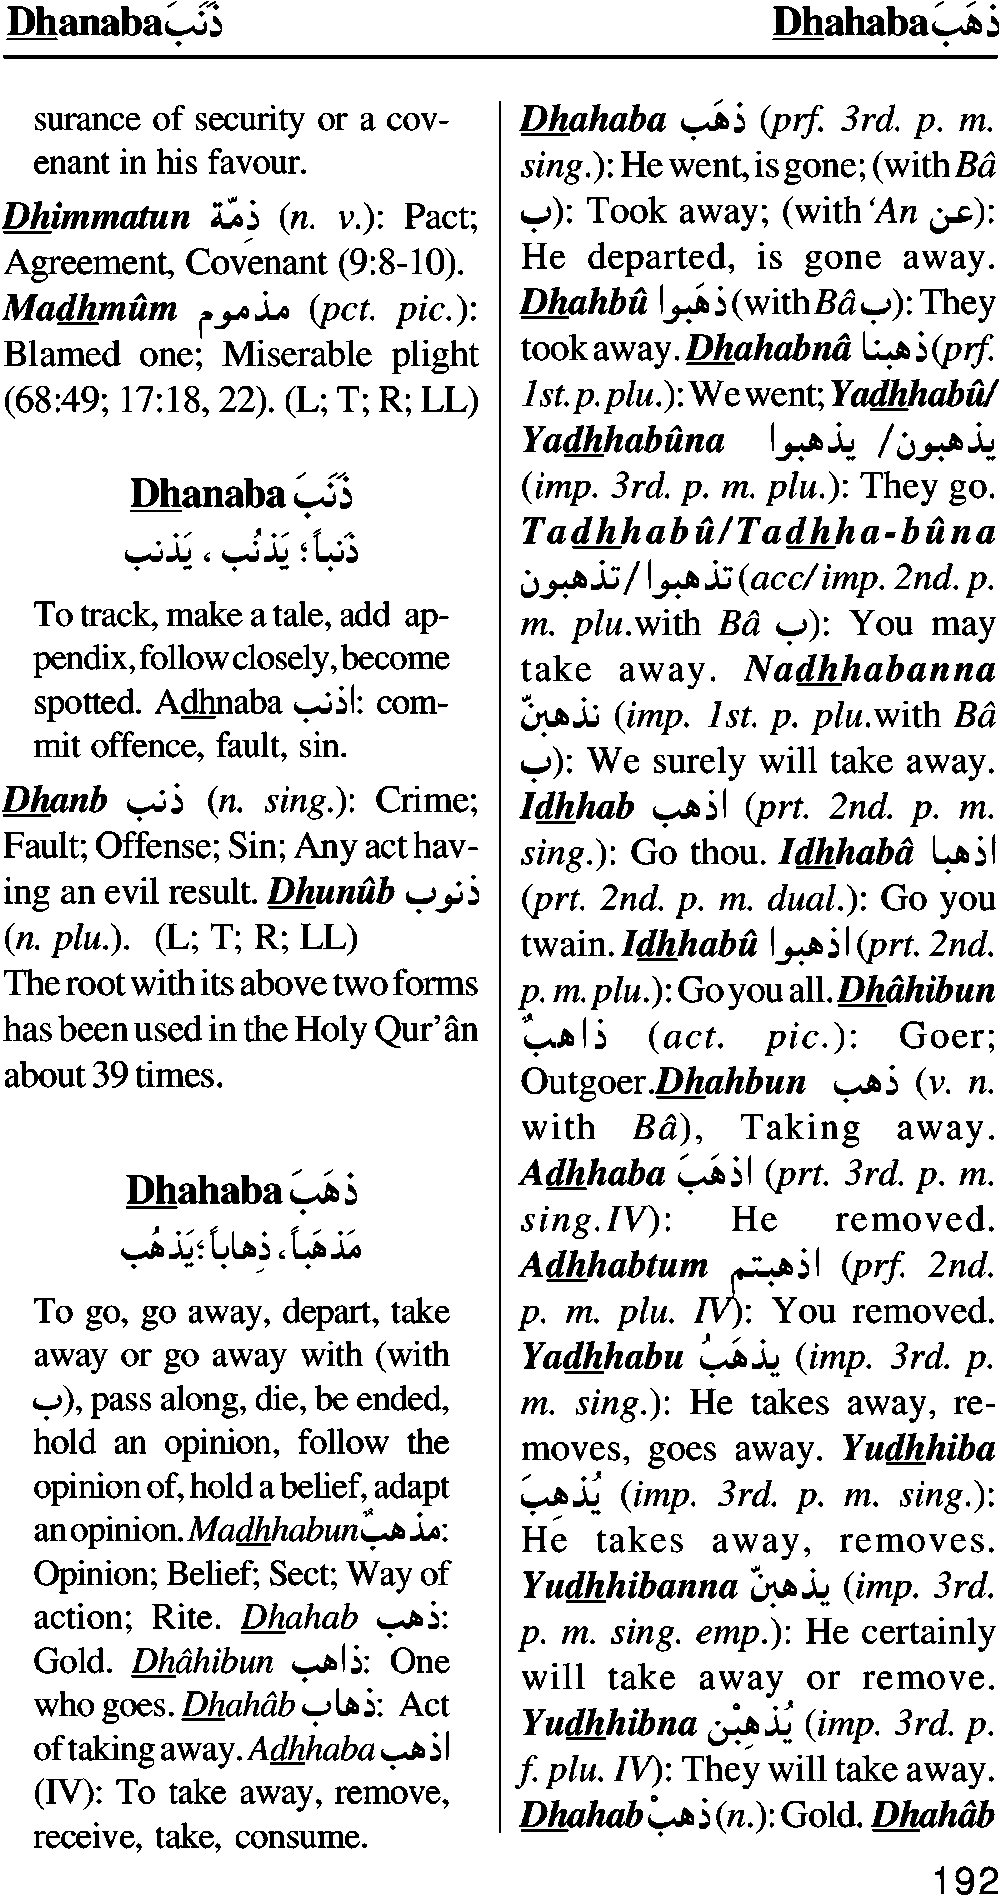 Dhanaba ذَنَّبَ
Dhahaba ذهَبَ
surance of security or a cov-
enant in his favour.
Dhimmatun ذِمّة (n. v.): Pact;
Agreement, Covenant (9:8-10).
Madhmûm مذموم (pct. pic.):
Blamed one; Miserable plight
(68:49; 17:18, 22). (L; T; R; LL)
Dhanaba ذَنَّبَ
ذَنباً؛ يَذنُب ، يَذنب
To track, make a tale, add ap-
pendix, follow closely, become
spotted. Adhnaba اذنب: com-
mit offence, fault, sin.
Dhanb ذنب (n. sing.): Crime;
Fault; Offense; Sin; Any act hav-
ing an evil result. Dhunûb ذنوب
(n. plu.). (L; T; R; LL)
The root with its above two forms
has been used in the Holy Qur’ân
about 39 times.
Dhahaba ذهَبَ
مَذهَباً، ذِهاباً؛يَذهُب
To go, go away, depart, take
away or go away with (with
ب), pass along, die, be ended,
hold an opinion, follow the
opinion of, hold a belief, adapt
an opinion. Madhhabun مذهبٌ:
Opinion; Belief; Sect; Way of
action; Rite. Dhahab ذهب:
Gold. Dhâhibun ذاهب: One
who goes. Dhahâb ذهاب: Act
of taking away. Adhhaba اذهب
(IV): To take away, remove,
receive, take, consume.
Dhahaba ذهَب (prf. 3rd. p. m.
sing.): He went, is gone; (with Bâ
ب): Took away; (with ‘An عن):
He departed, is gone away.
Dhahbû ذهَبوا (with Bâ ب): They
took away. Dhahabnâ ذهبنا (prf.
1st. p. plu.): We went; Yadhhabû/
Yadhhabûna يذهبون/ يذهبوا
(imp. 3rd. p. m. plu.): They go.
Tadhhabû/Tadhha-bûna
تذهبوا/تذهبون (acc/imp. 2nd. p.
m. plu.with Bâ ب): You may
take away. Nadhhabanna
نذهبنّ (imp. 1st. p. plu.with Bâ
ب): We surely will take away.
Idhhab اذهب (prt. 2nd. p. m.
sing.): Go thou. Idhhabâ اذهبا
(prt. 2nd. p. m. dual.): Go you
twain. Idhhabû اذهبوا (prt. 2nd.
p. m. plu.): Go you all. Dhâhibun
ذاهبٌ (act. pic.): Goer;
Outgoer.Dhahbun ذهب (v. n.
with Bâ), Taking away.
Adhhaba اذهَبَ (prt. 3rd. p. m.
sing.IV): He removed.
Adhhabtum اذهبتم (prf. 2nd.
p. m. plu. IV): You removed.
Yadhhabu يذهَبُ (imp. 3rd. p.
m. sing.): He takes away, re-
moves, goes away. Yudhhiba
يُذهِبَ (imp. 3rd. p. m. sing.):
He takes away, removes.
Yudhhibanna يذهبنّ (imp. 3rd.
p. m. sing. emp.): He certainly
will take away or remove.
Yudhhibna يُذهِبْن (imp. 3rd. p.
f. plu. IV): They will take away.
Dhahab ذهبْ (n.): Gold. Dhahâb
192